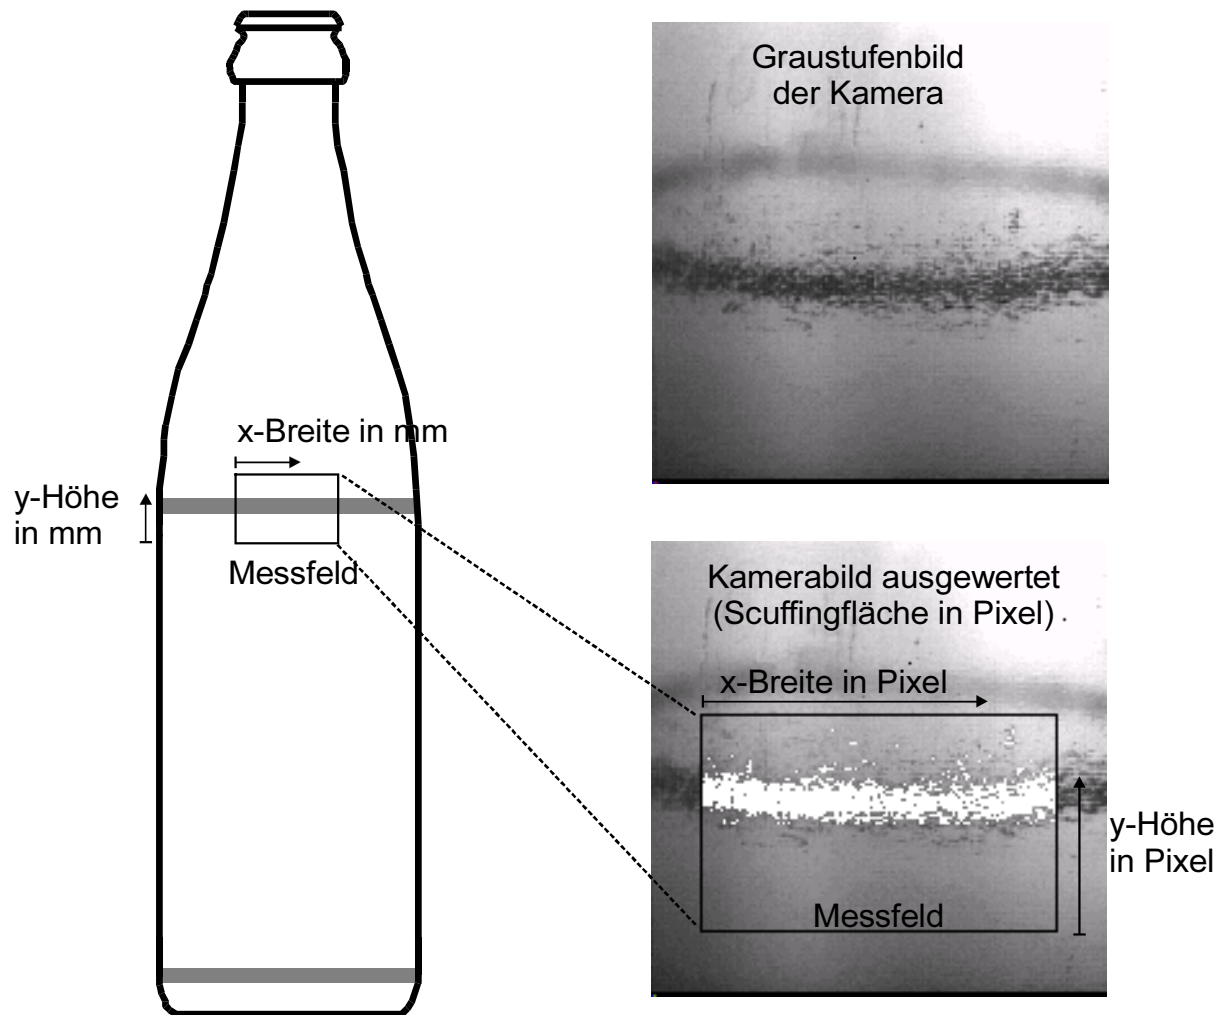 Graustufenbild
der Kamera
x-Breite in mm
y-Höhe
in mm
Messfeld
Kamerabild ausgewertet
(Scuffingfläche in Pixel)
x-Breite in Pixel
y-Höhe
in Pixel
Messfeld